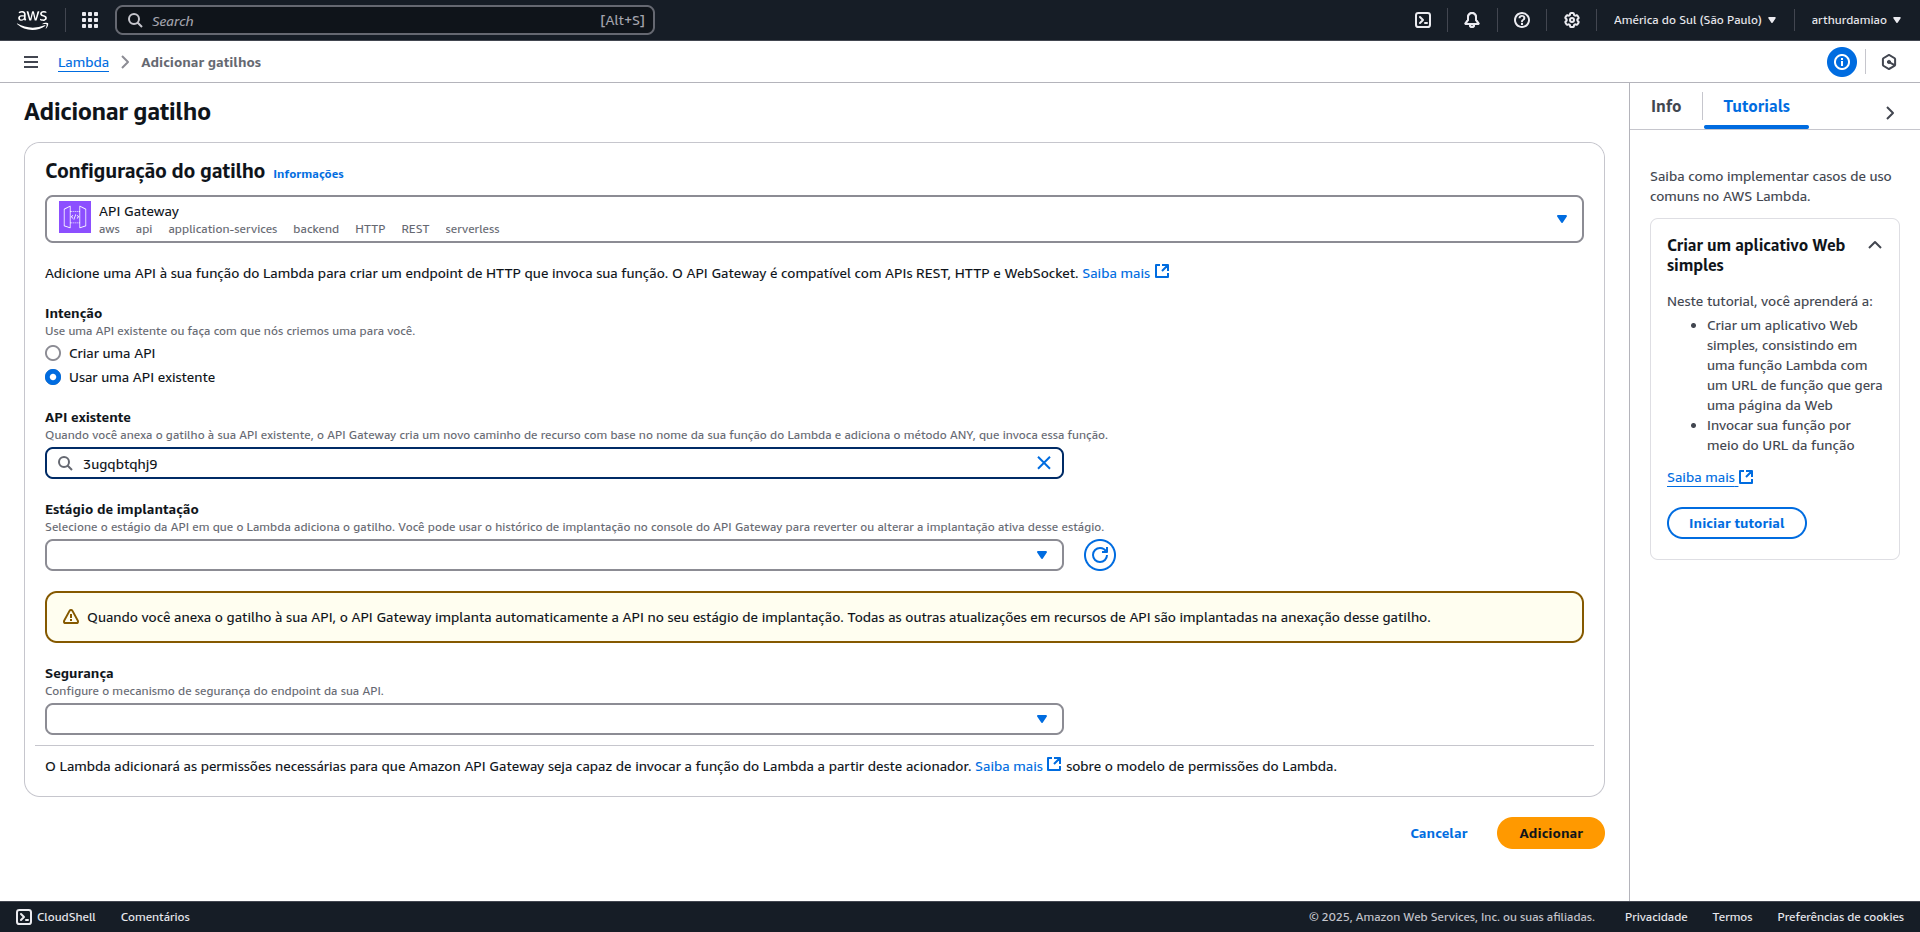 aws
Search [Alt+S]
América do Sul (São Paulo)
arthurdamiao
Lambda
Adicionar gatilhos
Adicionar gatilho
Configuração do gatilho Informações
API Gateway
aws api application-services backend HTTP REST serverless
Adicione uma API à sua função do Lambda para criar um endpoint de HTTP que invoca sua função. O API Gateway é compatível com APIs REST, HTTP e WebSocket. Saiba mais
Intenção
Use uma API existente ou faça com que nós criemos uma para você.
Criar uma API
Usar uma API existente
API existente
Quando você anexa o gatilho à sua API existente, o API Gateway cria um novo caminho de recurso com base no nome da sua função do Lambda e adiciona o método ANY, que invoca essa função.
3ugqbtqhj9
Estágio de implantação
Selecione o estágio da API em que o Lambda adiciona o gatilho. Você pode usar o histórico de implantação no console do API Gateway para reverter ou alterar a implantação ativa desse estágio.
Quando você anexa o gatilho à sua API, o API Gateway implanta automaticamente a API no seu estágio de implantação. Todas as outras atualizações em recursos de API são implantadas na anexação desse gatilho.
Segurança
Configure o mecanismo de segurança do endpoint da sua API.
O Lambda adicionará as permissões necessárias para que Amazon API Gateway seja capaz de invocar a função do Lambda a partir deste acionador. Saiba mais sobre o modelo de permissões do Lambda.
Cancelar
Adicionar
Info
Tutorials
Saiba como implementar casos de uso
comuns no AWS Lambda.
Criar um aplicativo Web
simples
Neste tutorial, você aprenderá a:
Criar um aplicativo Web
simples, consistindo em
uma função Lambda com
um URL de função que gera
uma página da Web
Invocar sua função por
meio do URL da função
Saiba mais
Iniciar tutorial
CloudShell
Comentários
© 2025, Amazon Web Services, Inc. ou suas afiliadas.
Privacidade
Termos
Preferências de cookies